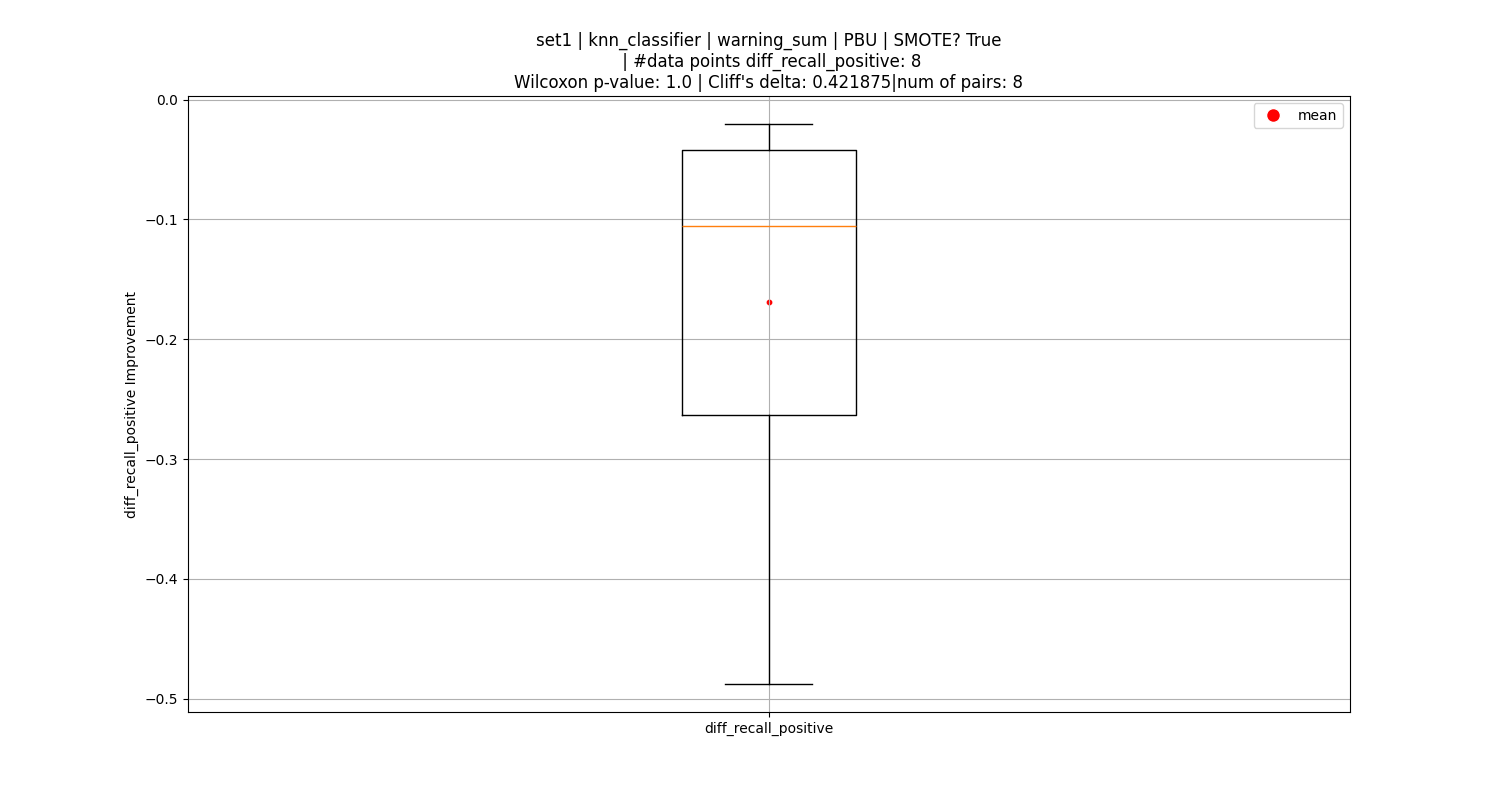 set1 | knn_classifier | warning_sum | PBU | SMOTE? True
| #data points diff_recall_positive: 8
Wilcoxon p-value: 1.0 | Cliff's delta: 0.421875|num of pairs: 8
mean
0.0
−0.1
−0.2
−0.3
−0.4
−0.5
diff_recall_positive Improvement
diff_recall_positive